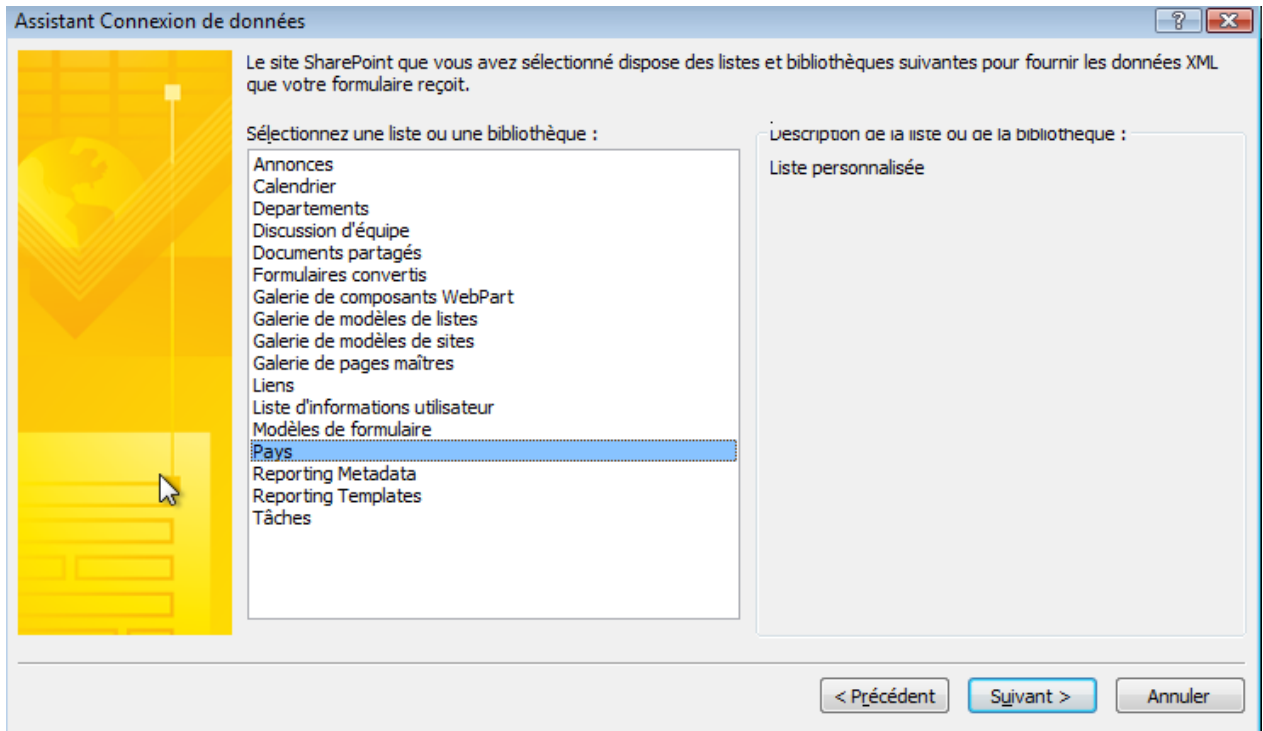 Assistant Connexion de données
Le site SharePoint que vous avez sélectionné dispose des listes et bibliothèques suivantes pour fournir les données XML
que votre formulaire reçoit.
Sélectionnez une liste ou une bibliothèque :
Annonces
Calendrier
Departements
Discussion d'équipe
Documents partagés
Formulaires convertis
Galerie de composants WebPart
Galerie de modèles de listes
Galerie de modèles de sites
Galerie de pages maîtres
Liens
Liste d'informations utilisateur
Modèles de formulaire
Pays
Reporting Metadata
Reporting Templates
Tâches
Description de la liste ou de la bibliothèque :
Liste personnalisée
< Précédent
Suivant >
Annuler